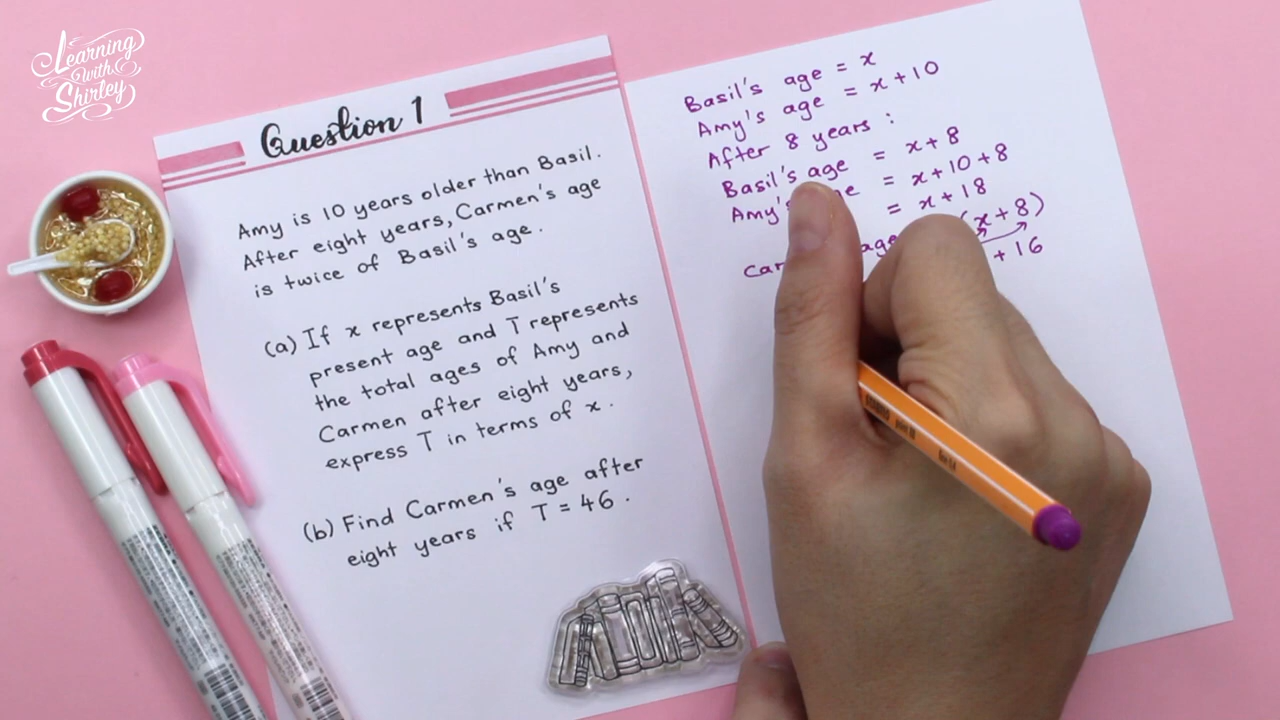 Learning
with
Shirley
Question 1
Amy is 10 years older than Basil.
After eight years, Carmen's age
is twice of Basil's age.
(a) If x represents Basil's
present age and T represents
the total ages of Amy and
Carmen after eight years,
express T in terms of x.
(b) Find Carmen's age after
eight years if T = 46.
Basil's age = x
Amy's age = x + 10
After 8 years :
Basil's age = x + 8
Amy's = x + 10 + 8
= x + 18
age (x + 8)
+ 16